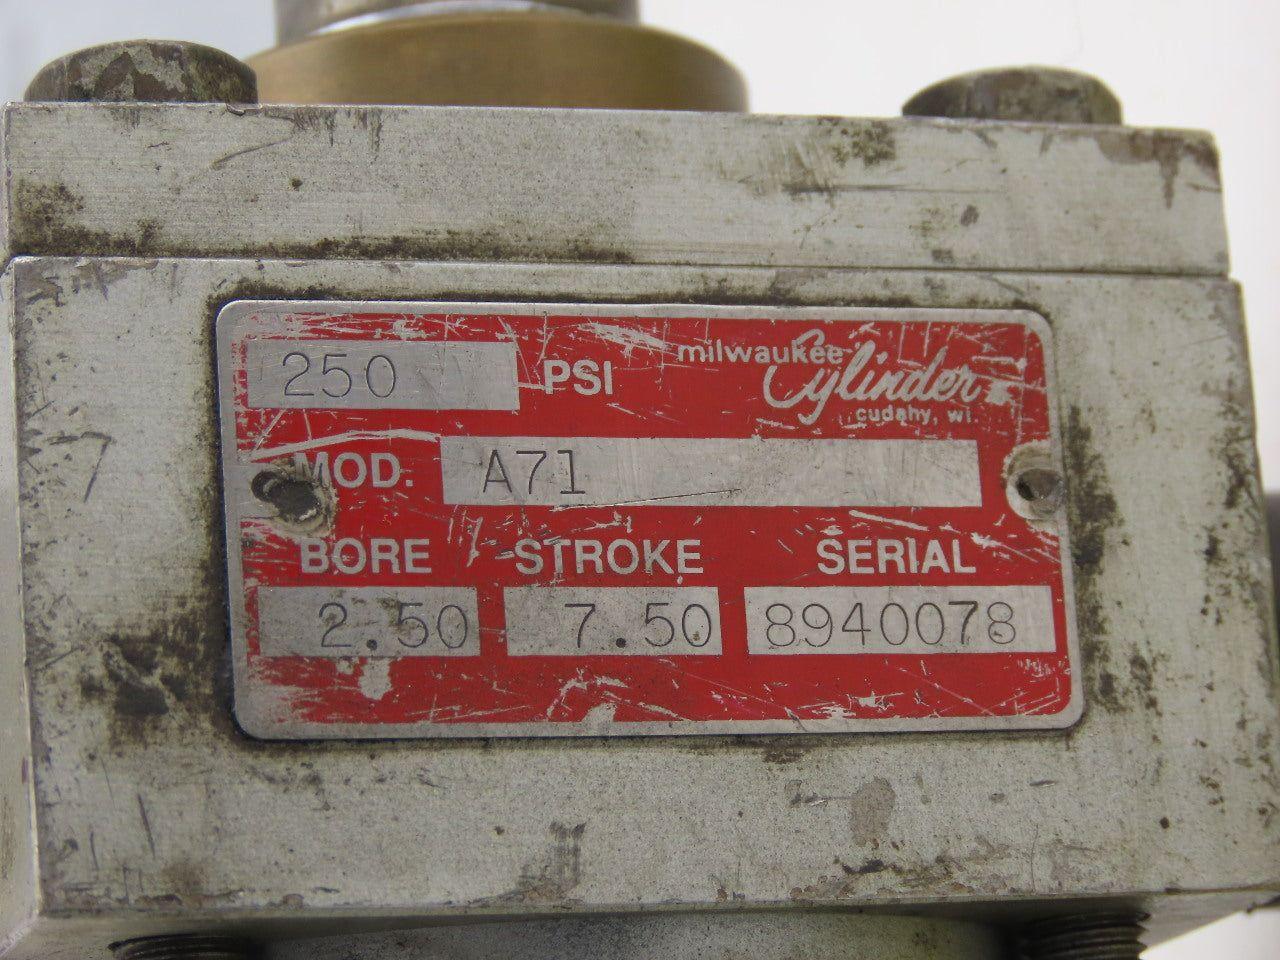 250 PSI
milwaukee
Cylinder
cudahy, wi.
MOD. A71
BORE STROKE SERIAL
2.50 7.50 8940078